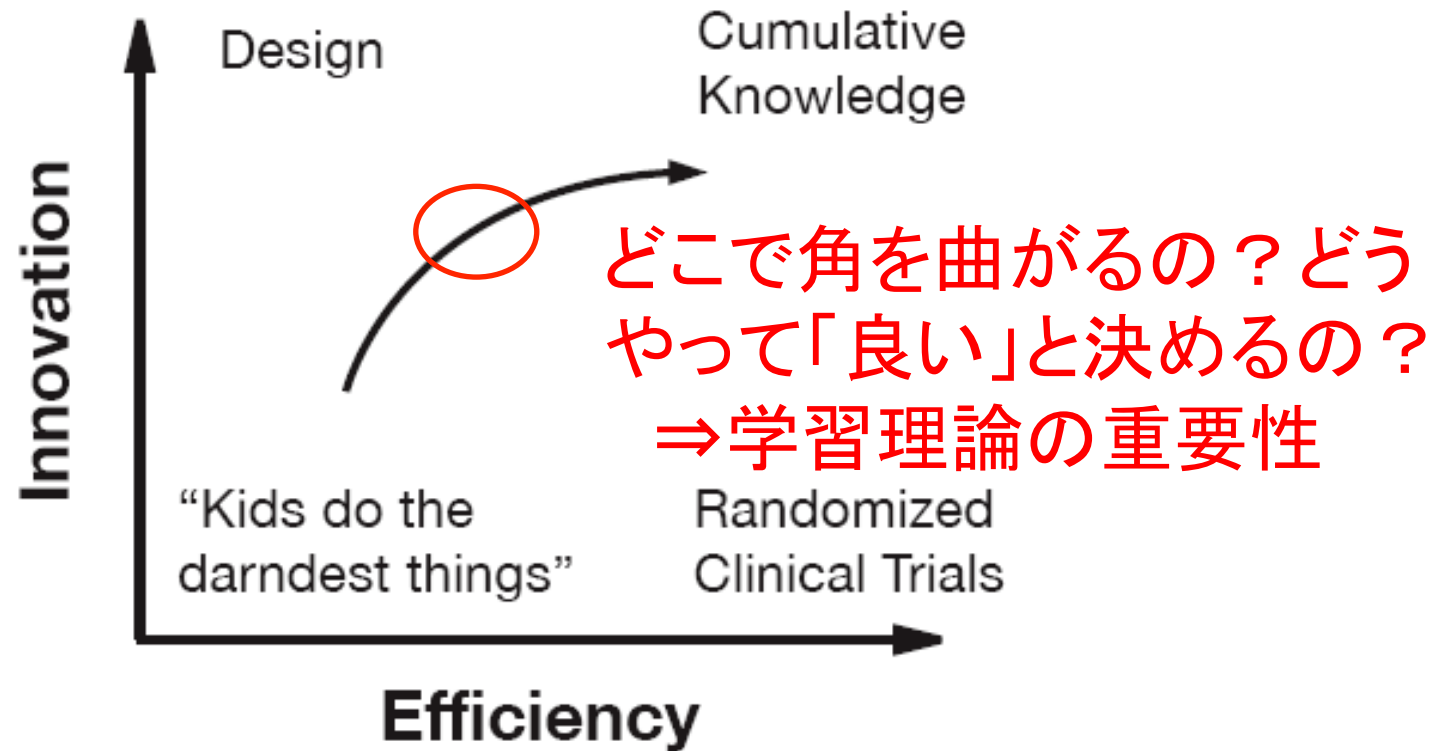 Design
Cumulative
Knowledge
Innovation
どこで角を曲がるの？どう
やって「良い」と決めるの？
⇒学習理論の重要性
“Kids do the
darndest things”
Randomized
Clinical Trials
Efficiency